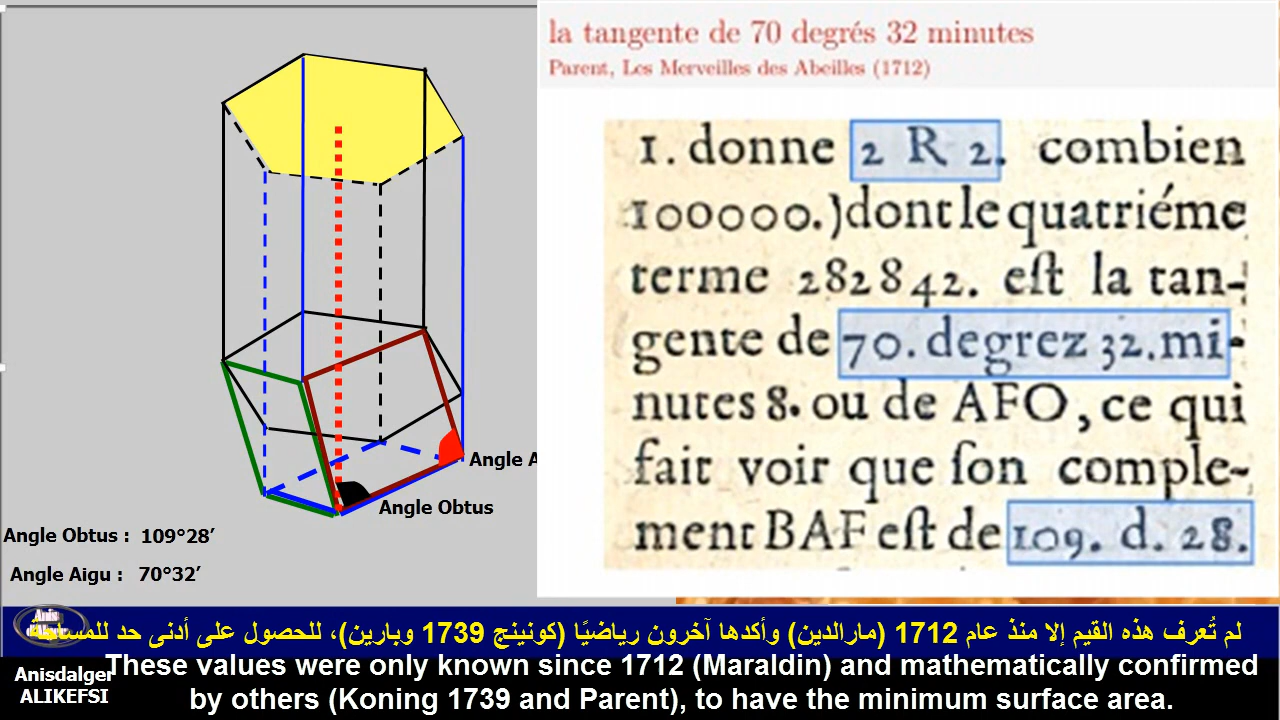 la tangente de 70 degrés 32 minutes
Parent, Les Merveilles des Abeilles (1712)
1. donne 2 R 2. combien
100000.) dont le quatriéme
terme 282842. eſt la tan-
gente de 70. degrez 32. mi-
nutes 8. ou de AFO, ce qui
fait voir que ſon comple-
ment BAF eſt de 109. d. 28.
Angle A
Angle Obtus
Angle Obtus : 109°28’
Angle Aigu : 70°32’
لم تُعرف هذه القيم إلا منذ عام 1712 (مارالدين) وأكدها آخرون رياضيًا (كونينج 1739 وبارين)، للحصول على أدنى حد للمساحة
Anisdalger
ALIKEFSI
These values were only known since 1712 (Maraldin) and mathematically confirmed
by others (Koning 1739 and Parent), to have the minimum surface area.